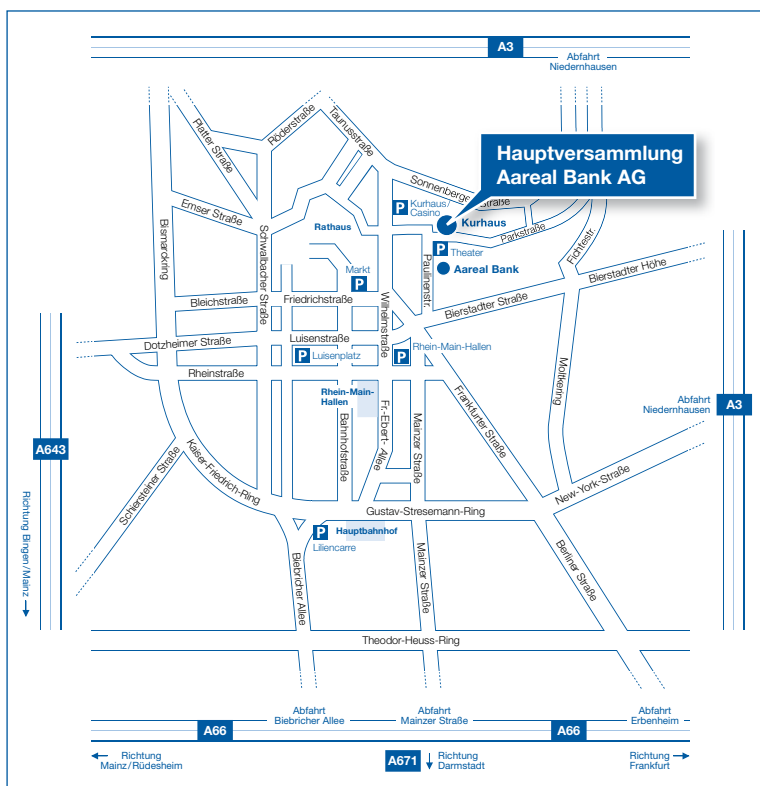 A3
Abfahrt
Niedernhausen
Platter Straße
Röderstraße
Taunusstraße
Hauptversammlung
Aareal Bank AG
Sonnenberger Straße
Emser Straße
Kurhaus/
Casino
P
Kurhaus
Parkstraße
Bismarckring
Schwalbacher Straße
Rathaus
P
Theater
Fichtestr.
Aareal Bank
Paulinenstr.
Markt
P
Bierstadter Höhe
Bierstadter Straße
Bleichstraße
Friedrichstraße
Wilhelmstraße
Dotzheimer Straße
Luisenstraße
P
Luisenplatz
P
Rhein-Main-Hallen
Rheinstraße
Moltkering
Rhein-Main-
Hallen
Frankfurter Straße
Abfahrt
Niedernhausen
A3
A643
Bahnhofstraße
Fr.-Ebert-Allee
Mainzer Straße
Kaiser-Friedrich-Ring
Schiersteiner Straße
New-York-Straße
Gustav-Stresemann-Ring
Richtung Bingen/Mainz
P
Liliencarre
Hauptbahnhof
Biebricher Allee
Mainzer Straße
Berliner Straße
Theodor-Heuss-Ring
Abfahrt
Biebricher Allee
Abfahrt
Mainzer Straße
Abfahrt
Erbenheim
A66
A66
Richtung
Mainz/Rüdesheim
A671
Richtung
Darmstadt
Richtung
Frankfurt